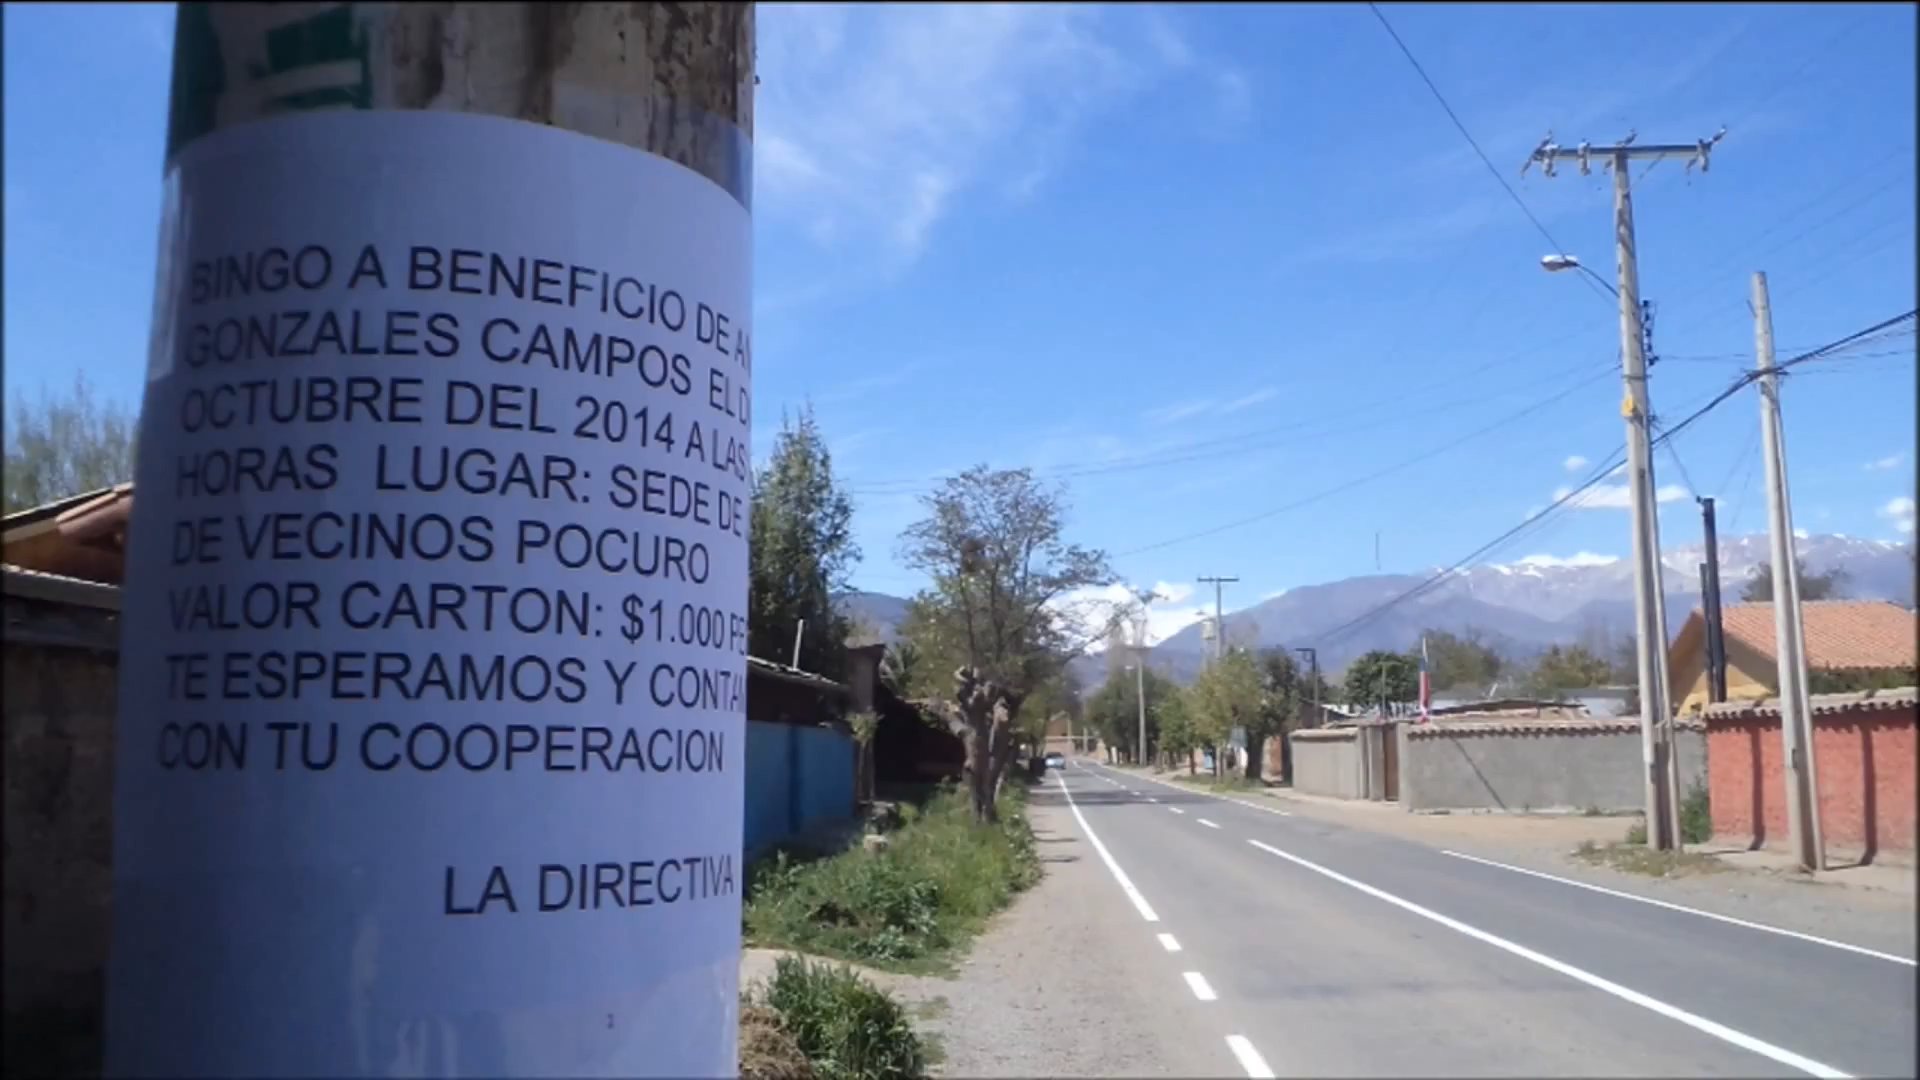 BINGO A BENEFICIO DE
GONZALES CAMPOS EL
OCTUBRE DEL 2014 A LAS
HORAS LUGAR: SEDE DE
DE VECINOS POCURO
VALOR CARTON: $1.000
TE ESPERAMOS Y
CON TU COOPERACION
LA DIRECTIVA